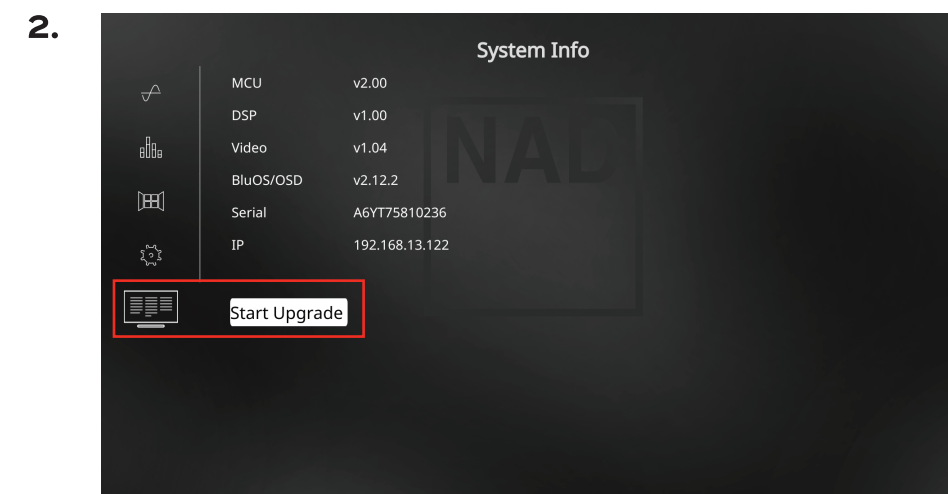 2.
System Info
MCU v2.00
DSP v1.00
Video v1.04
BluOS/OSD v2.12.2
Serial A6YT75810236
IP 192.168.13.122
Start Upgrade
NAD